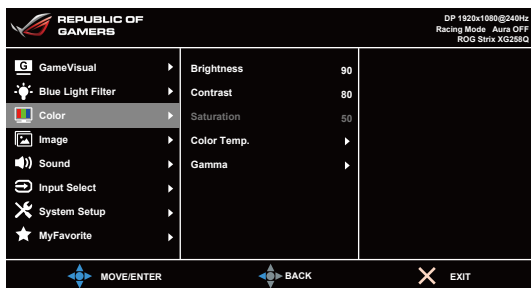 REPUBLIC OF
GAMERS
DP 1920x1080@240Hz
Racing Mode Aura OFF
ROG Strix XG258Q
G GameVisual
Blue Light Filter
Color
Image
Sound
Input Select
System Setup
MyFavorite
Brightness 90
Contrast 80
Saturation 50
Color Temp.
Gamma
MOVE/ENTER
BACK
EXIT